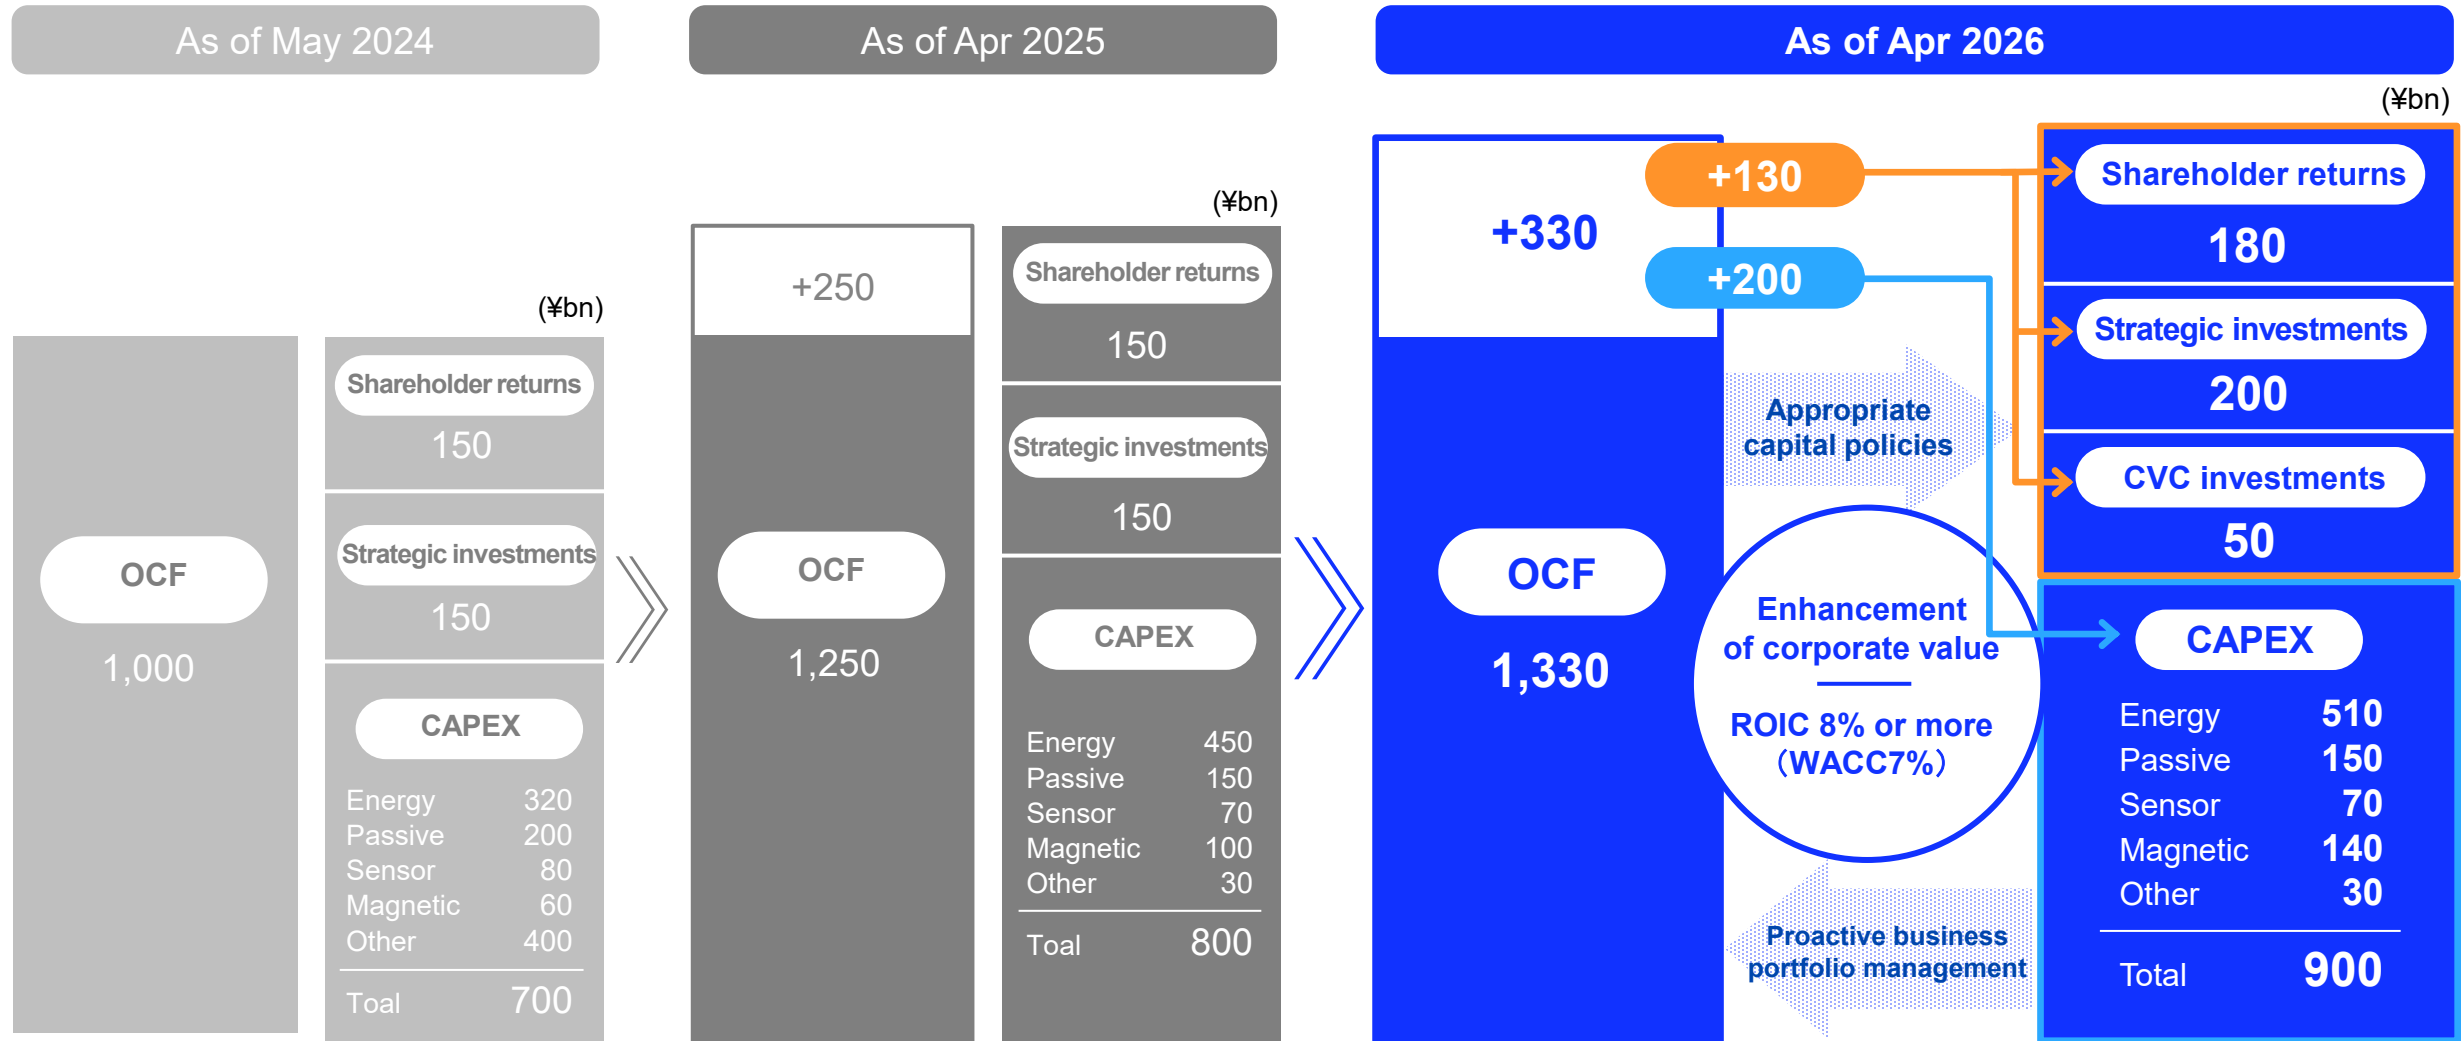 As of May 2024
(¥bn)
OCF
1,000
Shareholder returns
150
Strategic investments
150
CAPEX
Energy 320
Passive 200
Sensor 80
Magnetic 60
Other 400
Toal 700
As of Apr 2025
(¥bn)
+250
OCF
1,250
Shareholder returns
150
Strategic investments
150
CAPEX
Energy 450
Passive 150
Sensor 70
Magnetic 100
Other 30
Toal 800
As of Apr 2026
(¥bn)
+330
+130
+200
OCF
1,330
Appropriate
capital policies
Enhancement
of corporate value
ROIC 8% or more
（WACC7%）
Proactive business
portfolio management
Shareholder returns
180
Strategic investments
200
CVC investments
50
CAPEX
Energy 510
Passive 150
Sensor 70
Magnetic 140
Other 30
Total 900